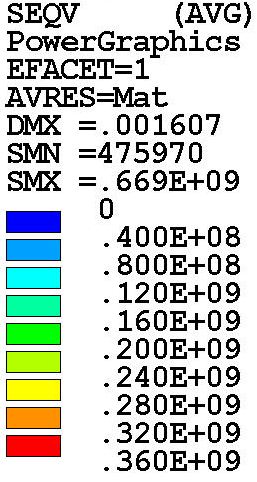 SEQV (AVG)
PowerGraphics
EFACET=1
AVRES=Mat
DMX =.001607
SMN =475970
SMX =.669E+09
0
.400E+08
.800E+08
.120E+09
.160E+09
.200E+09
.240E+09
.280E+09
.320E+09
.360E+09